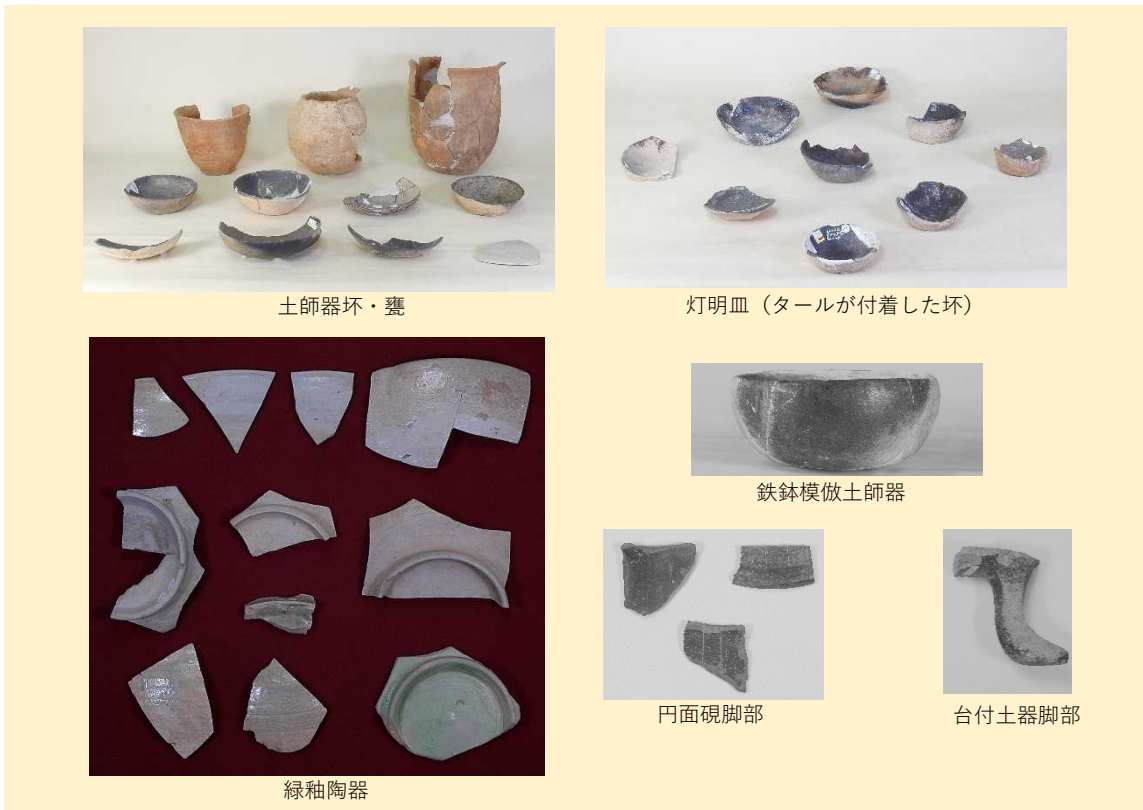 土師器坏・甕
灯明皿（タールが付着した坏）
緑釉陶器
鉄鉢模倣土師器
円面硯脚部
台付土器脚部